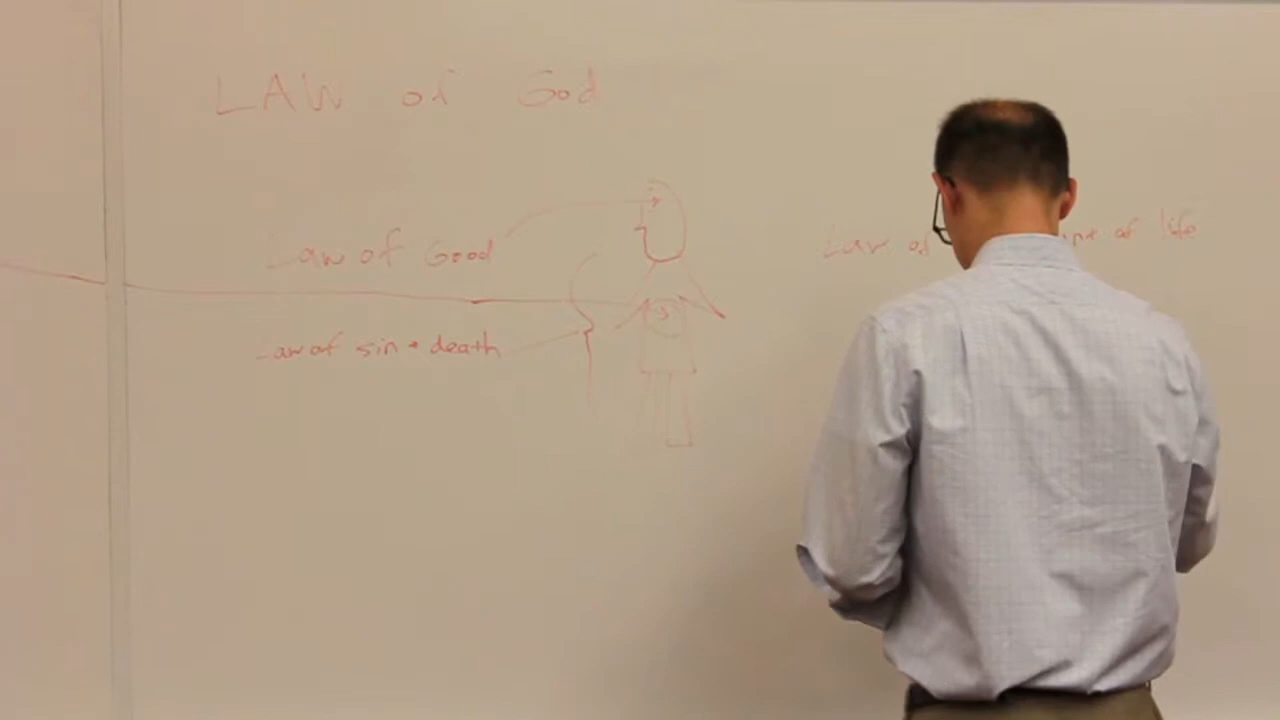 LAW of God
Law of Good
Law of sin + death
Law of
of life